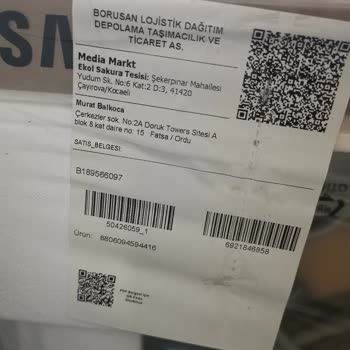 SA
BORUSAN LOJİSTİK DAĞITIM
DEPOLAMA TAŞIMACILIK VE
TİCARET AS.
Media Markt
Ekol Sakura Tesisi: Şekerpınar Mahallesi
Yudum Sk. No:6 Kat:2 D:3, 41420
Çayırova/Kocaeli
Murat Balkoca
Çerkezler sok. No:2A Doruk Towers Sitesi A
blok 8.kat daire no: 15 Fatsa / Ordu
SATIS_BELGESI:
B189566097
50426059_1
6921846858
Ürün: 8806094594416